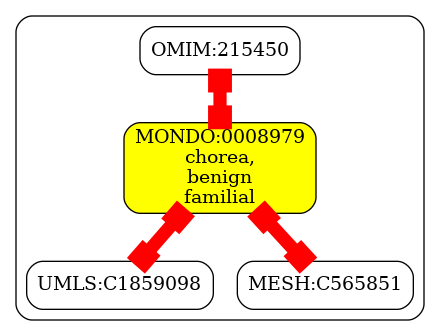 OMIM:215450
MONDO:0008979
chorea,
benign
familial
UMLS:C1859098
MESH:C565851